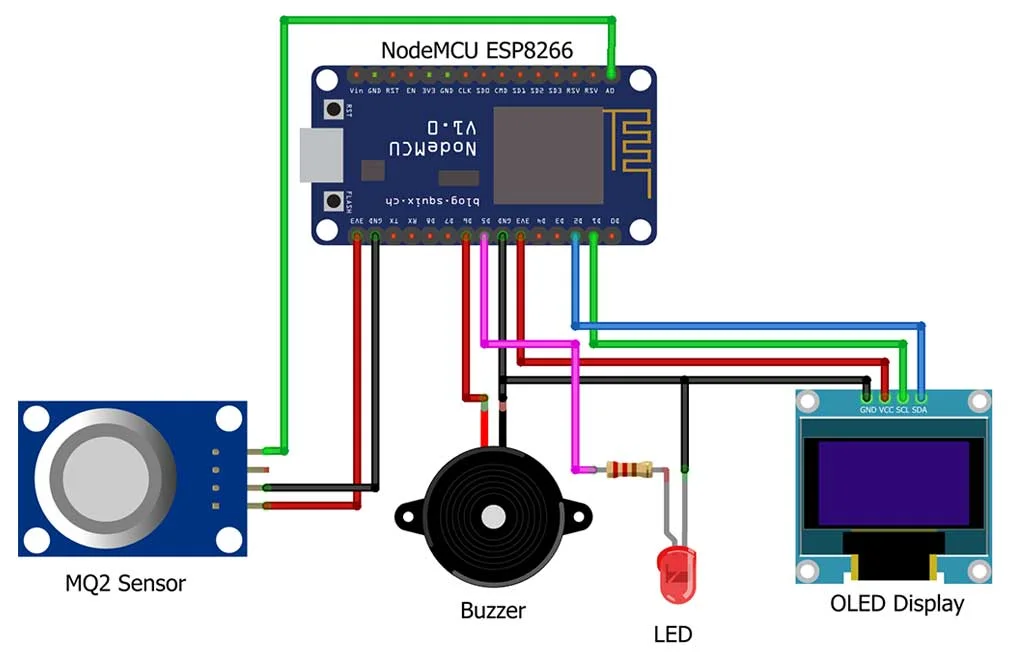 NodeMCU ESP8266
Vin GND RST EN 3V3 GND CLK SD0 CMD SD1 SD2 SD3 RSV RSV A0
RST
NodeMCU
V1.0
FLASH
blog.squix.ch
3V3 GND TX RX D8 D7 D6 D5 GND 3V3 D4 D3 D2 D1 D0
GND VCC SCL SDA
MQ2 Sensor
Buzzer
LED
OLED Display